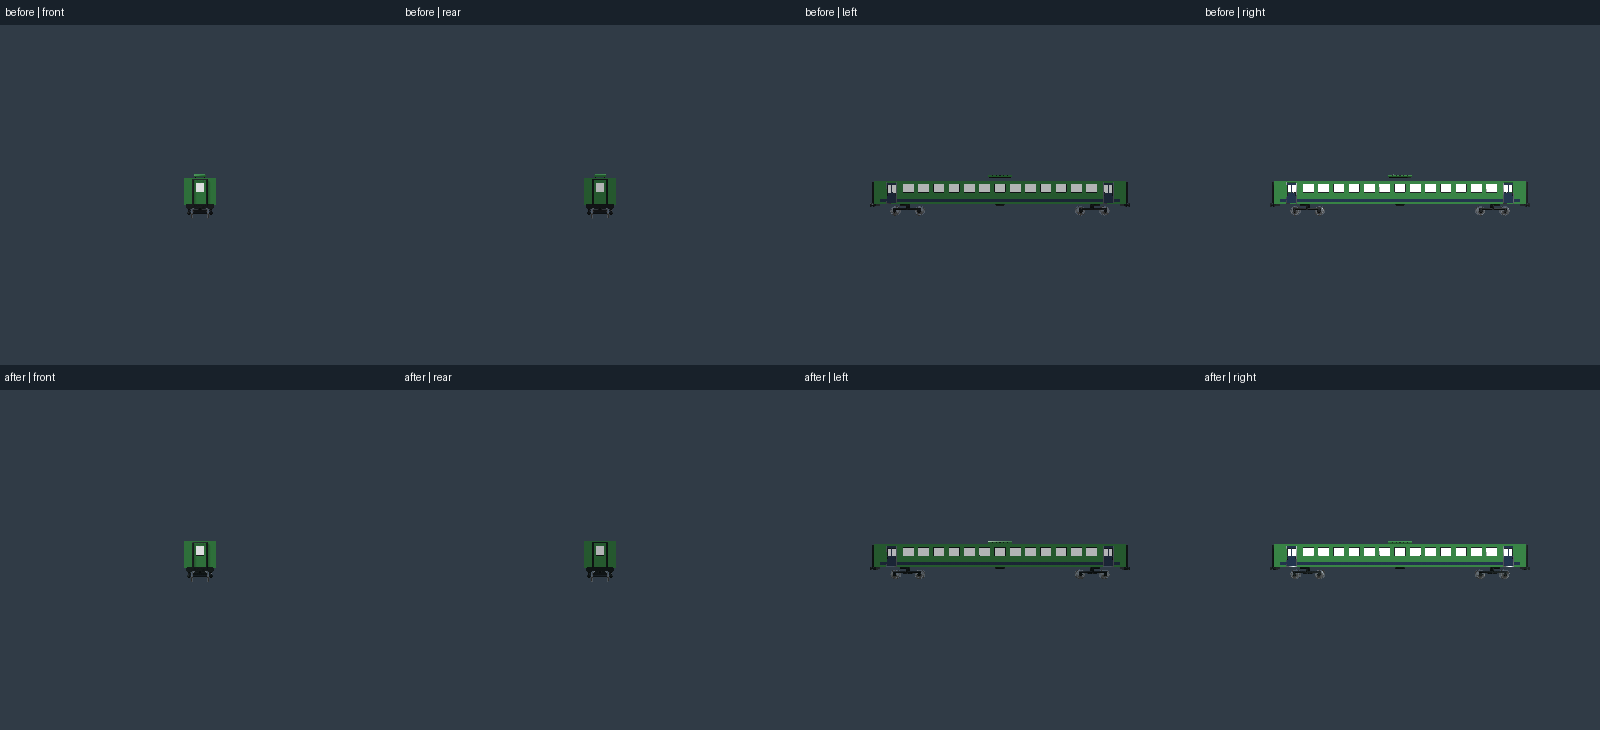 before | front
before | rear
before | left
before | right
after | front
after | rear
after | left
after | right